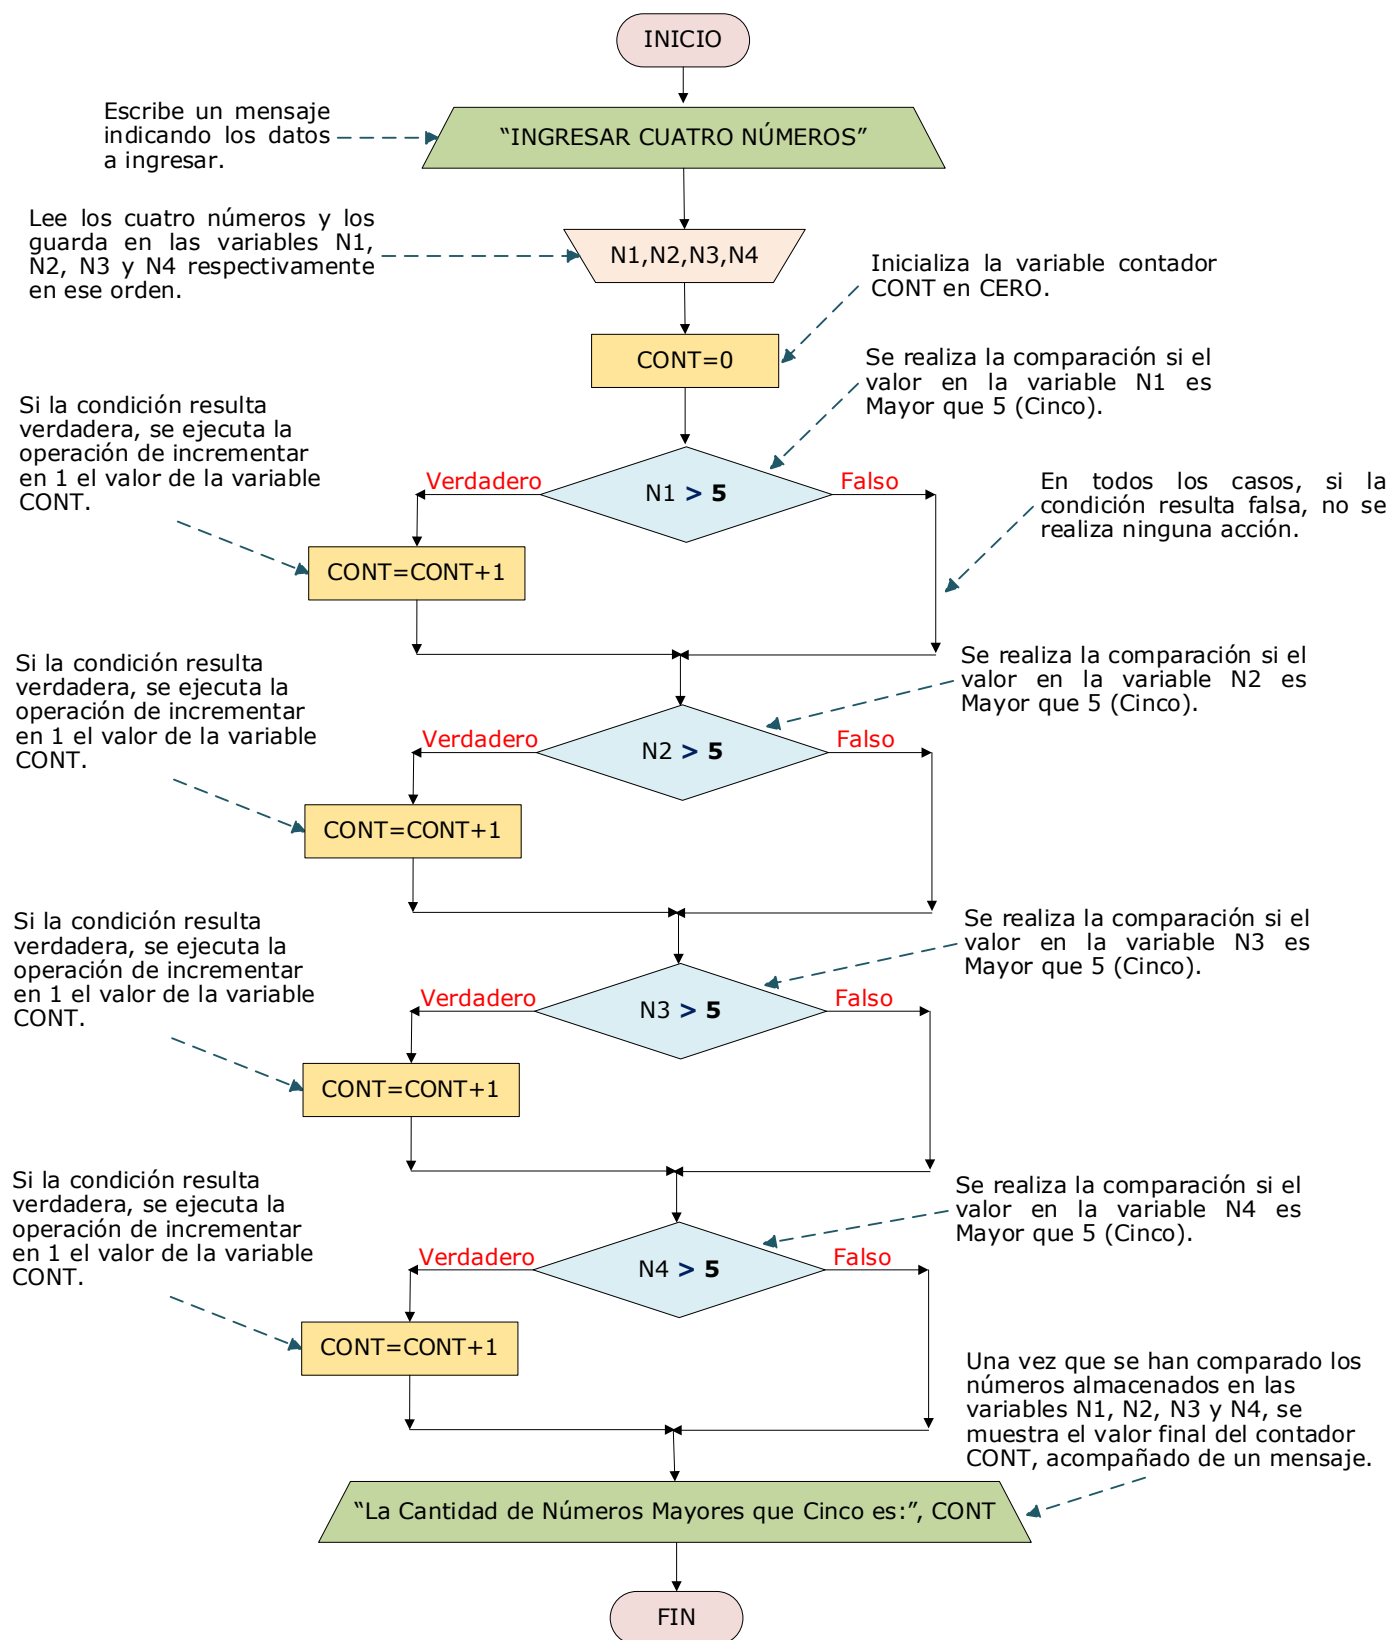 INICIO
Escribe un mensaje
indicando los datos
a ingresar.
“INGRESAR CUATRO NÚMEROS”
Lee los cuatro números y los
guarda en las variables N1,
N2, N3 y N4 respectivamente
en ese orden.
N1,N2,N3,N4
Inicializa la variable contador
CONT en CERO.
CONT=0
Se realiza la comparación si el
valor en la variable N1 es
Mayor que 5 (Cinco).
Si la condición resulta
verdadera, se ejecuta la
operación de incrementar
en 1 el valor de la variable
CONT.
Verdadero
N1 > 5
Falso
En todos los casos, si la
condición resulta falsa, no se
realiza ninguna acción.
CONT=CONT+1
Si la condición resulta
verdadera, se ejecuta la
operación de incrementar
en 1 el valor de la variable
CONT.
Se realiza la comparación si el
valor en la variable N2 es
Mayor que 5 (Cinco).
Verdadero
N2 > 5
Falso
CONT=CONT+1
Si la condición resulta
verdadera, se ejecuta la
operación de incrementar
en 1 el valor de la variable
CONT.
Se realiza la comparación si el
valor en la variable N3 es
Mayor que 5 (Cinco).
Verdadero
N3 > 5
Falso
CONT=CONT+1
Si la condición resulta
verdadera, se ejecuta la
operación de incrementar
en 1 el valor de la variable
CONT.
Se realiza la comparación si el
valor en la variable N4 es
Mayor que 5 (Cinco).
Verdadero
N4 > 5
Falso
CONT=CONT+1
Una vez que se han comparado los
números almacenados en las
variables N1, N2, N3 y N4, se
muestra el valor final del contador
CONT, acompañado de un mensaje.
“La Cantidad de Números Mayores que Cinco es:”, CONT
FIN